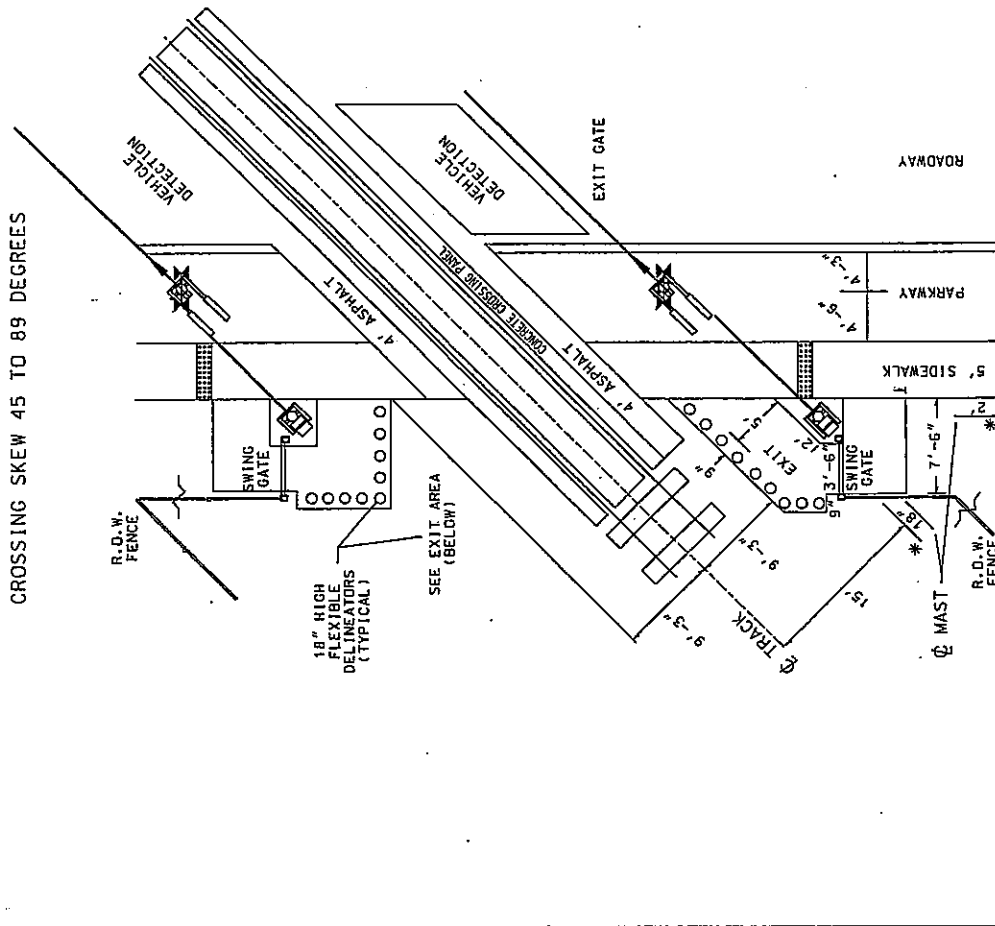 CROSSING SKEW 45 TO 89 DEGREES
VEHICLE
DETECTION
R.O.W.
FENCE
SWING
GATE
4' ASPHALT
CONCRETE CROSSING PANEL
4' ASPHALT
VEHICLE
DETECTION
EXIT GATE
18" HIGH
FLEXIBLE
DELINEATORS
(TYPICAL)
SEE EXIT AREA
(BELOW)
9'-3"
9'-3"
℄ TRACK
15'
9"
5'
EXIT
12'
3'-6"
9"
SWING
GATE
18"
*
℄ MAST
R.O.W.
FENCE
7'-6"
2'
*
5' SIDEWALK
4'-6"
4'-3"
PARKWAY
ROADWAY